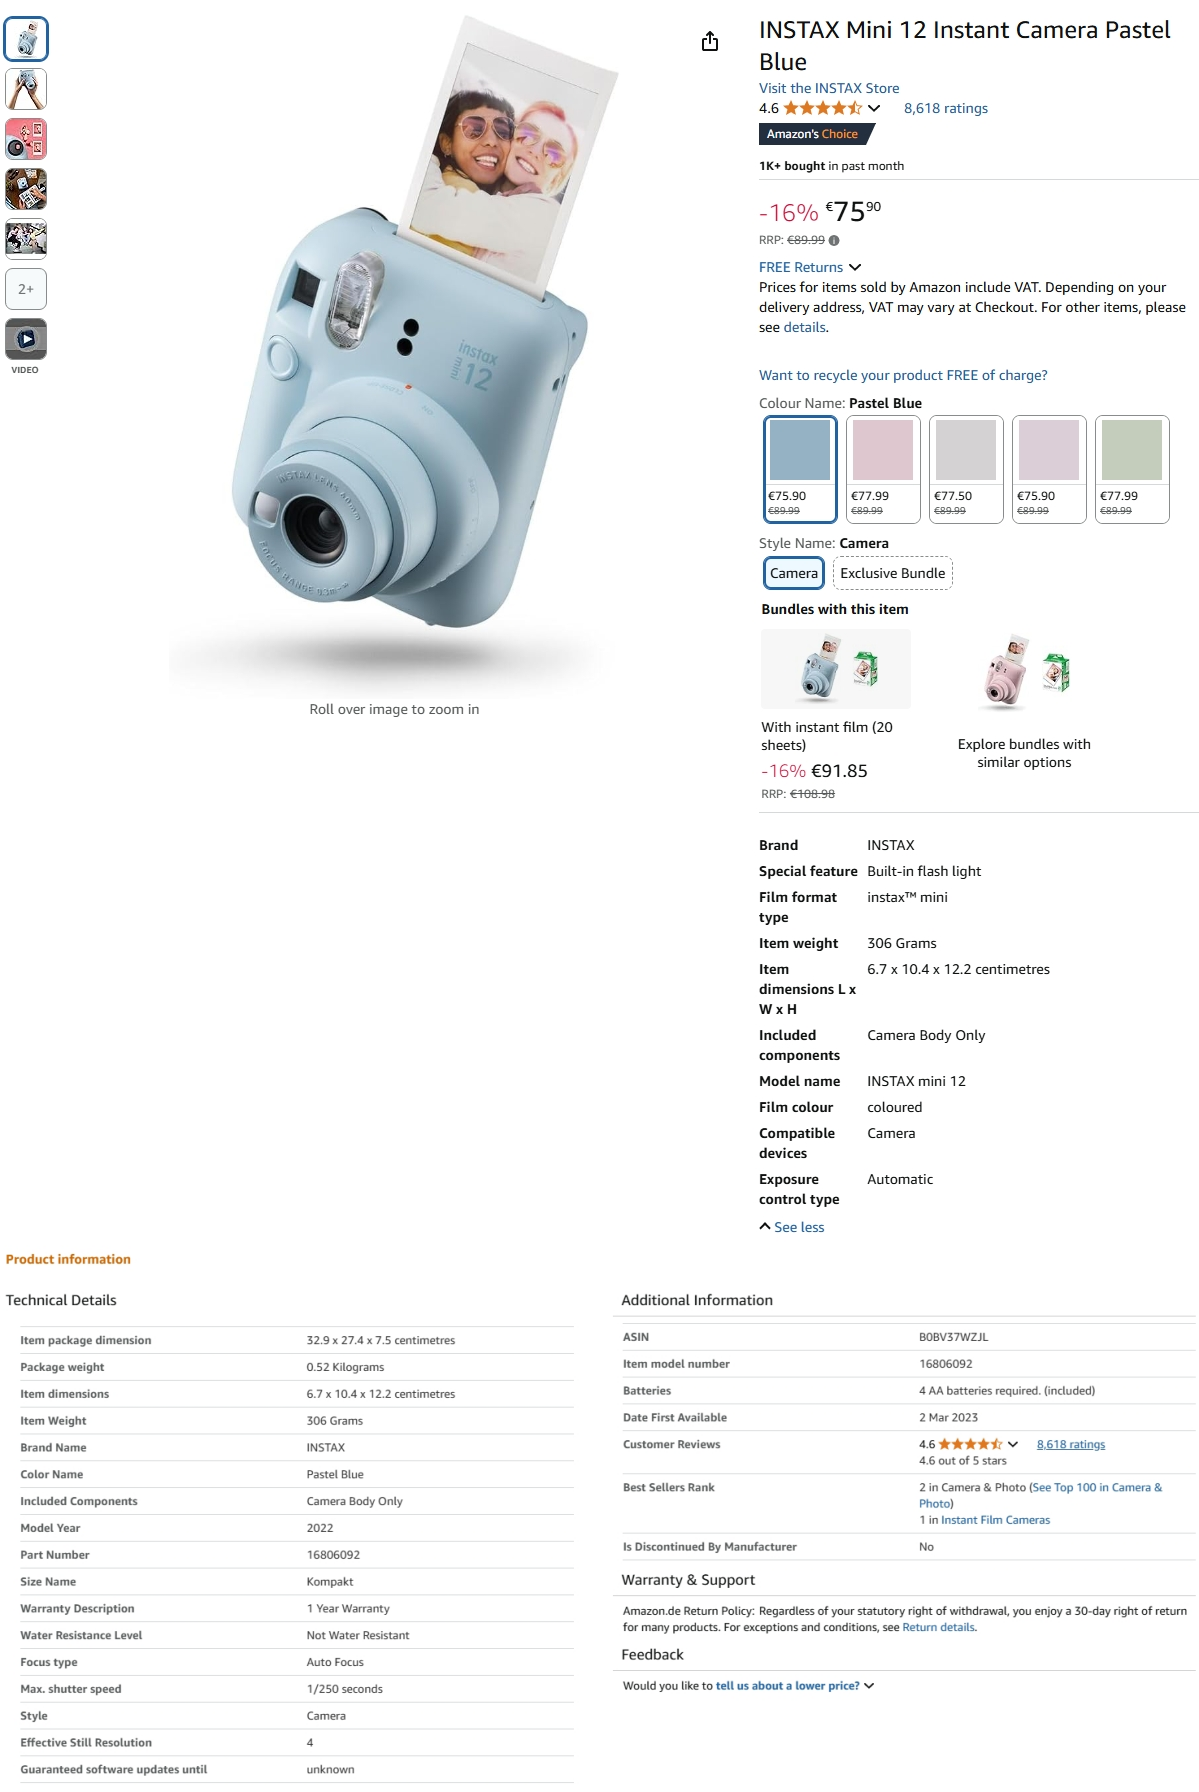 2+
VIDEO
instax
mini
12
INSTAX LENS 60mm
FOCUS RANGE 0.3m-∞
Roll over image to zoom in
INSTAX Mini 12 Instant Camera Pastel
Blue
Visit the INSTAX Store
4.6 8,618 ratings
Amazon's Choice
1K+ bought in past month
-16% €75 90
RRP: €89.99
FREE Returns
Prices for items sold by Amazon include VAT. Depending on your
delivery address, VAT may vary at Checkout. For other items, please
see details.
Want to recycle your product FREE of charge?
Colour Name: Pastel Blue
€75.90 €77.99 €77.50 €75.90 €77.99
€89.99 €89.99 €89.99 €89.99 €89.99
Style Name: Camera
Camera Exclusive Bundle
Bundles with this item
With instant film (20
sheets)
-16% €91.85
RRP: €108.98
Explore bundles with
similar options
Brand INSTAX
Special feature Built-in flash light
Film format instax™ mini
type
Item weight 306 Grams
Item 6.7 x 10.4 x 12.2 centimetres
dimensions L x
W x H
Included Camera Body Only
components
Model name INSTAX mini 12
Film colour coloured
Compatible Camera
devices
Exposure Automatic
control type
See less
Product information
Technical Details
Item package dimension 32.9 x 27.4 x 7.5 centimetres
Package weight 0.52 Kilograms
Item dimensions 6.7 x 10.4 x 12.2 centimetres
Item Weight 306 Grams
Brand Name INSTAX
Color Name Pastel Blue
Included Components Camera Body Only
Model Year 2022
Part Number 16806092
Size Name Kompakt
Warranty Description 1 Year Warranty
Water Resistance Level Not Water Resistant
Focus type Auto Focus
Max. shutter speed 1/250 seconds
Style Camera
Effective Still Resolution 4
Guaranteed software updates until unknown
Additional Information
ASIN B0BV37WZJL
Item model number 16806092
Batteries 4 AA batteries required. (included)
Date First Available 2 Mar 2023
Customer Reviews 4.6 8,618 ratings
4.6 out of 5 stars
Best Sellers Rank 2 in Camera & Photo (See Top 100 in Camera &
Photo)
1 in Instant Film Cameras
Is Discontinued By Manufacturer No
Warranty & Support
Amazon.de Return Policy: Regardless of your statutory right of withdrawal, you enjoy a 30-day right of return
for many products. For exceptions and conditions, see Return details.
Feedback
Would you like to tell us about a lower price?